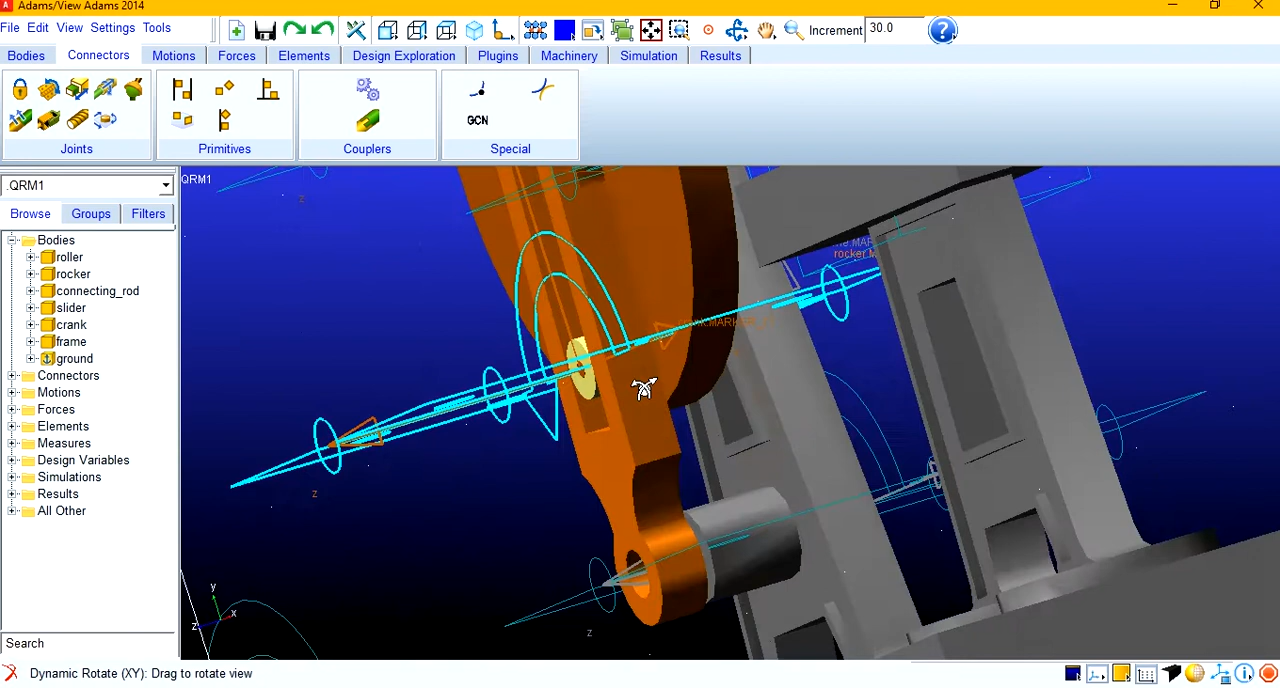 Adams/View Adams 2014
File Edit View Settings Tools
Increment 30.0
Bodies Connectors Motions Forces Elements Design Exploration Plugins Machinery Simulation Results
GCN
Joints Primitives Couplers Special
.QRM1
QRM1
Browse Groups Filters
Bodies
roller
rocker
connecting_rod
slider
crank
frame
ground
Connectors
Motions
Forces
Elements
Measures
Design Variables
Simulations
Results
All Other
z
z
z
y
x
z
Search
Dynamic Rotate (XY): Drag to rotate view